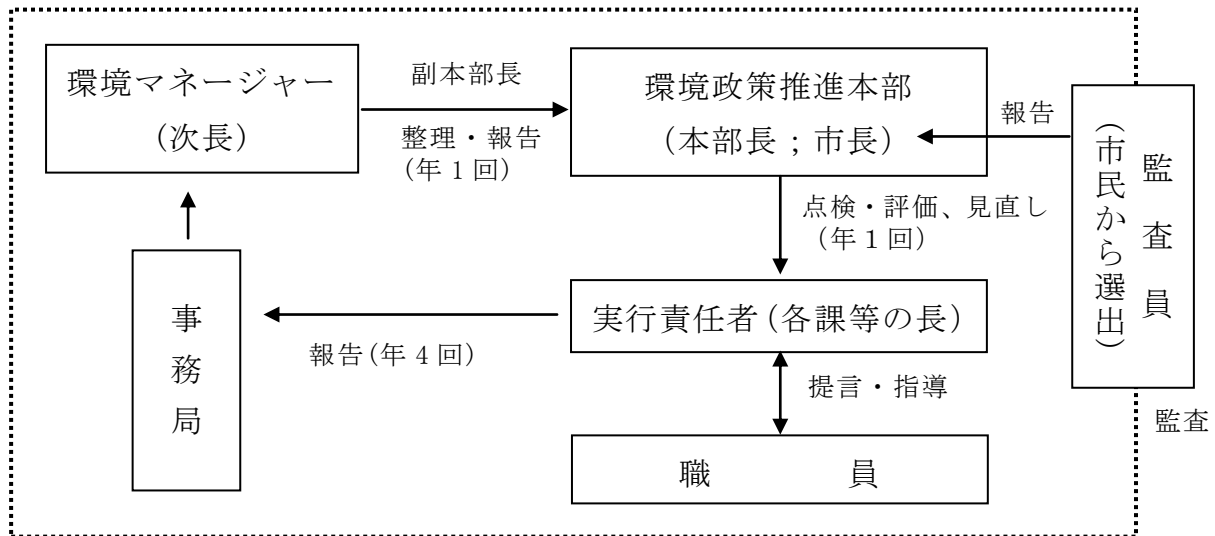 環境マネージャー
(次長)
副本部長
整理・報告
(年1回)
環境政策推進本部
(本部長;市長)
報告
監査員
(市民から選出)
点検・評価、見直し
(年1回)
事務局
報告(年4回)
実行責任者(各課等の長)
提言・指導
職員
監査